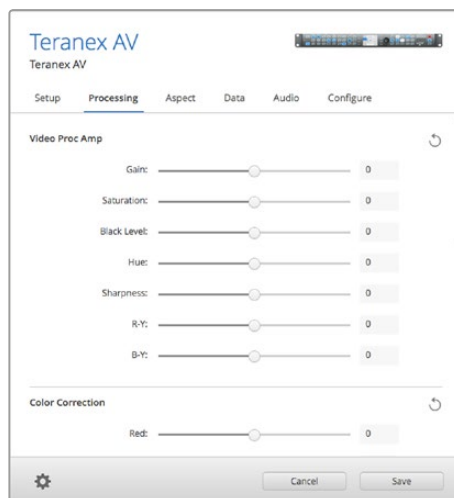 Teranex AV
Teranex AV
Setup Processing Aspect Data Audio Configure
Video Proc Amp
Gain: 0
Saturation: 0
Black Level: 0
Hue: 0
Sharpness: 0
R-Y: 0
B-Y: 0
Color Correction
Red: 0
Cancel Save